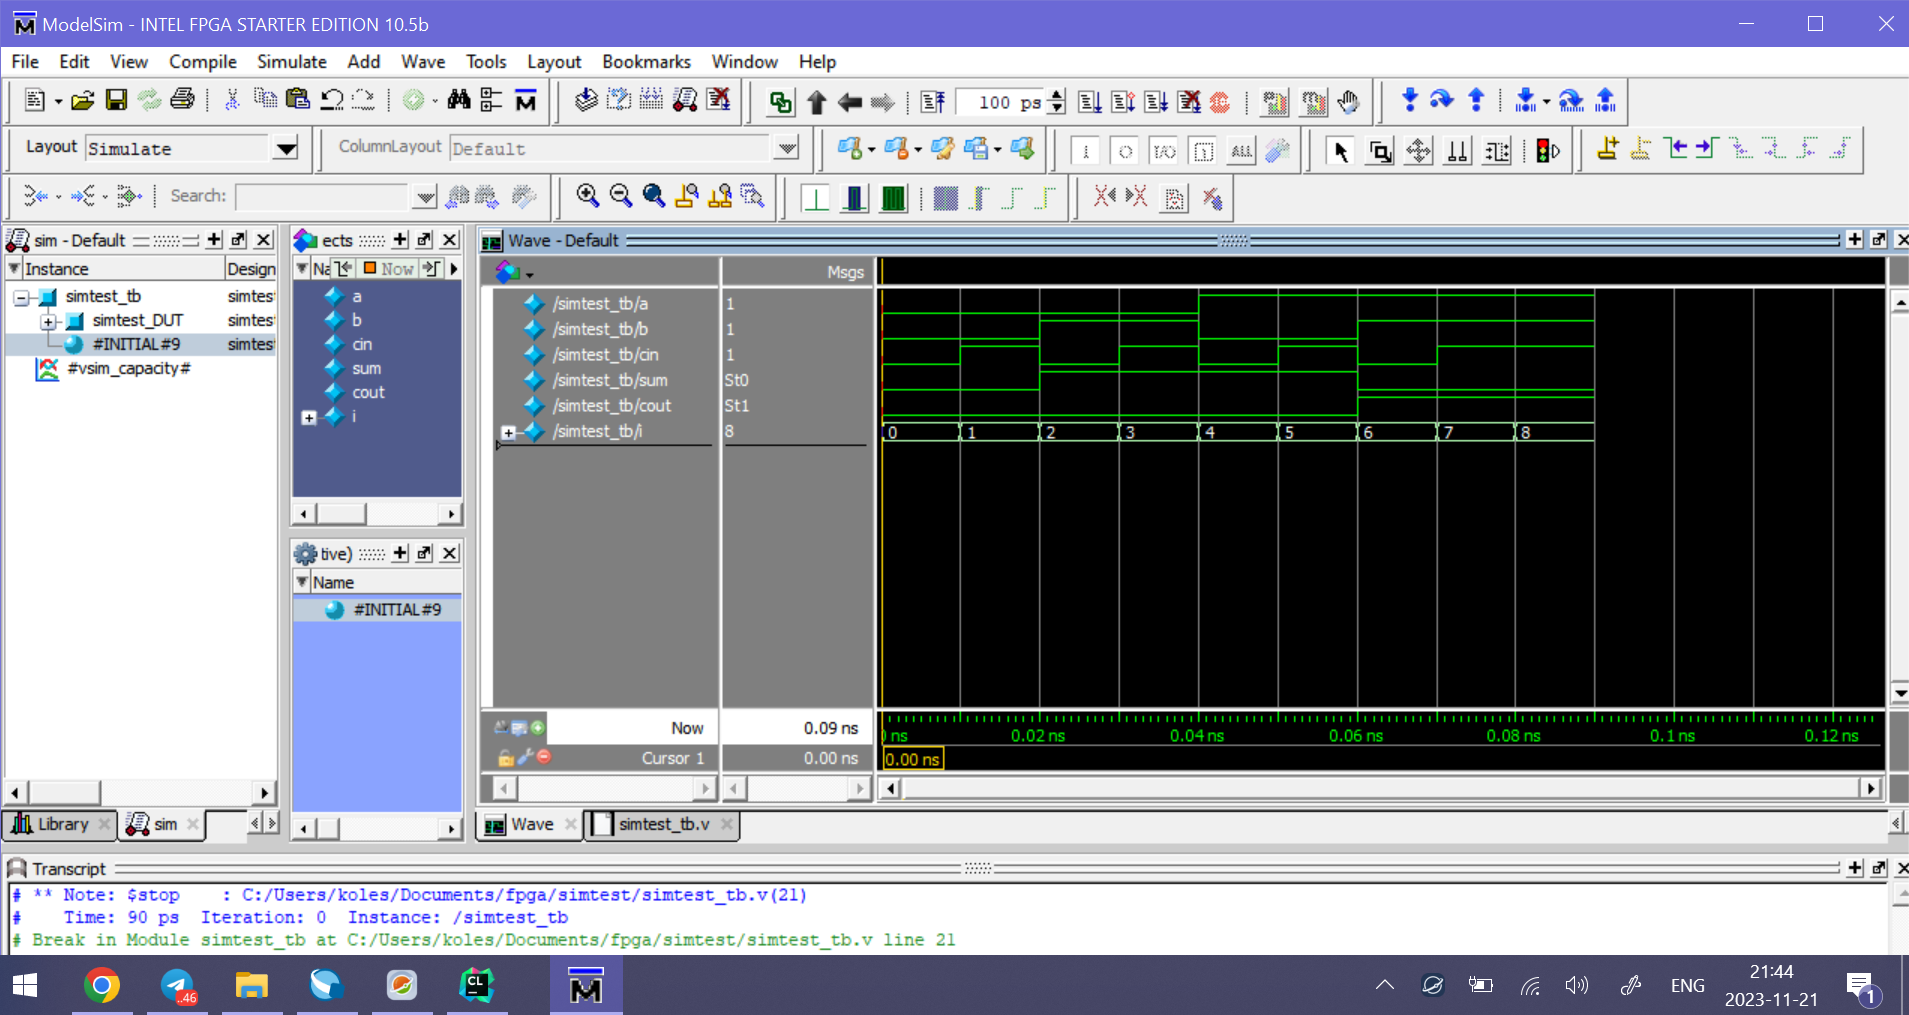 ModelSim - INTEL FPGA STARTER EDITION 10.5b
File Edit View Compile Simulate Add Wave Tools Layout Bookmarks Window Help
100 ps
Layout Simulate ColumnLayout Default
ALL
Search:
sim - Default
Instance Design
simtest_tb simtes
simtest_DUT simtes
#INITIAL#9 simtes
#vsim_capacity#
Library sim
ects
Na Now
a
b
cin
sum
cout
i
tive)
Name
#INITIAL#9
Wave - Default
Msgs
/simtest_tb/a 1
/simtest_tb/b 1
/simtest_tb/cin 1
/simtest_tb/sum St0
/simtest_tb/cout St1
/simtest_tb/i 8 0 1 2 3 4 5 6 7 8
Now 0.09 ns ns 0.02 ns 0.04 ns 0.06 ns 0.08 ns 0.1 ns 0.12 ns
Cursor 1 0.00 ns 0.00 ns
Wave simtest_tb.v
Transcript
# ** Note: $stop : C:/Users/koles/Documents/fpga/simtest/simtest_tb.v(21)
# Time: 90 ps Iteration: 0 Instance: /simtest_tb
# Break in Module simtest_tb at C:/Users/koles/Documents/fpga/simtest/simtest_tb.v line 21
..46
CL
M
ENG
21:44
2023-11-21
1